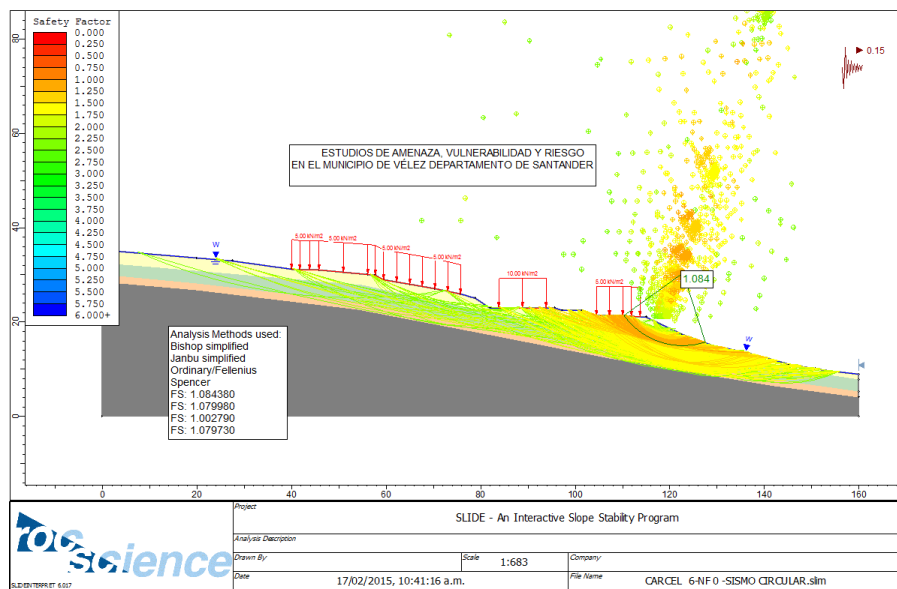 Safety Factor
0.000
0.250
0.500
0.750
1.000
1.250
1.500
1.750
2.000
2.250
2.500
2.750
3.000
3.250
3.500
3.750
4.000
4.250
4.500
4.750
5.000
5.250
5.500
5.750
6.000+
80
60
40
20
0
0.15
ESTUDIOS DE AMENAZA, VULNERABILIDAD Y RIESGO
EN EL MUNICIPIO DE VÉLEZ DEPARTAMENTO DE SANTANDER
W
5.00 kN/m2
5.00 kN/m2
5.00 kN/m2
10.00 kN/m2
5.00 kN/m2
1.084
W
Analysis Methods used:
Bishop simplified
Janbu simplified
Ordinary/Fellenius
Spencer
FS: 1.084380
FS: 1.079980
FS: 1.002790
FS: 1.079730
0 20 40 60 80 100 120 140 160
rocscience
SLIDEINTERPRET 6.017
Project
SLIDE - An Interactive Slope Stability Program
Analysis Description
Drawn By
Scale 1:683
Company
Date 17/02/2015, 10:41:16 a.m.
File Name CARCEL 6-NF 0 -SISMO CIRCULAR.slim